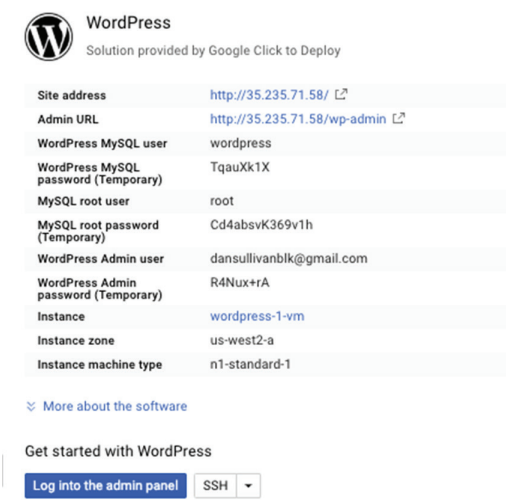 WordPress
Solution provided by Google Click to Deploy
Site address http://35.235.71.58/
Admin URL http://35.235.71.58/wp-admin
WordPress MySQL user wordpress
WordPress MySQL
password (Temporary) TqauXk1X
MySQL root user root
MySQL root password
(Temporary) Cd4absvK369v1h
WordPress Admin user dansullivanblk@gmail.com
WordPress Admin
password (Temporary) R4Nux+rA
Instance wordpress-1-vm
Instance zone us-west2-a
Instance machine type n1-standard-1
More about the software
Get started with WordPress
Log into the admin panel SSH